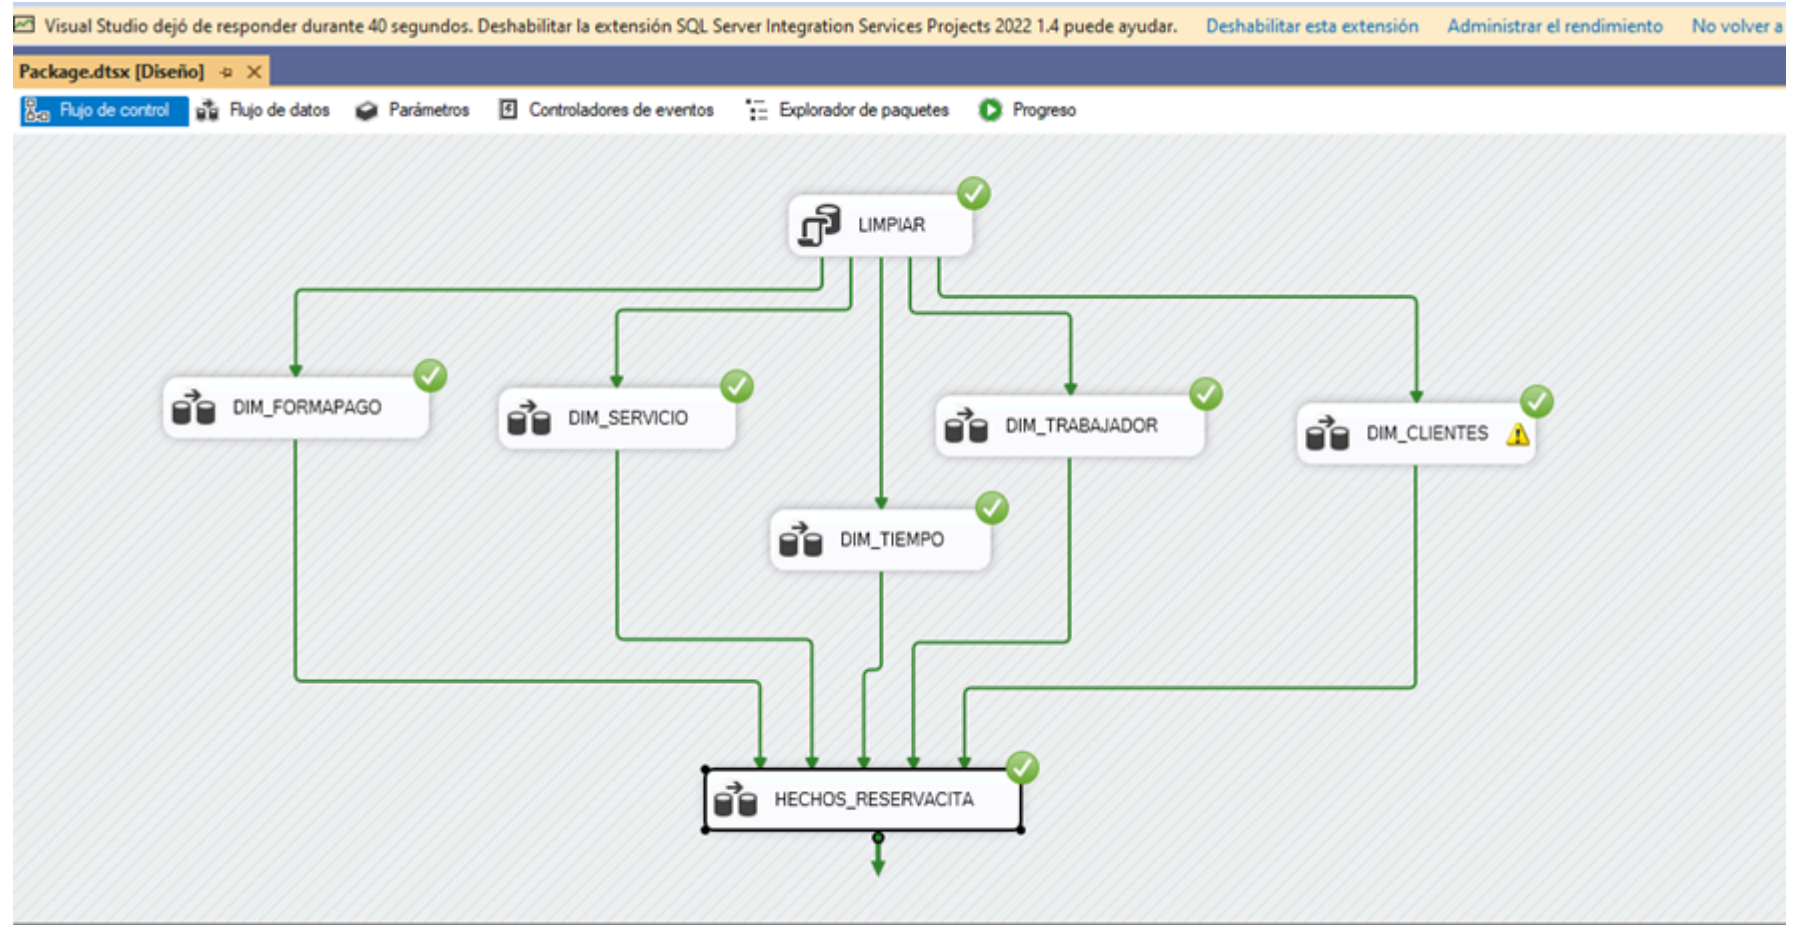 Visual Studio dejó de responder durante 40 segundos. Deshabilitar la extensión SQL Server Integration Services Projects 2022 1.4 puede ayudar. Deshabilitar esta extensión Administrar el rendimiento No volver a
Package.dtsx [Diseño]
Flujo de control Flujo de datos Parámetros Controladores de eventos Explorador de paquetes Progreso
LIMPIAR
DIM_FORMAPAGO
DIM_SERVICIO
DIM_TRABAJADOR
DIM_CLIENTES
DIM_TIEMPO
HECHOS_RESERVACITA